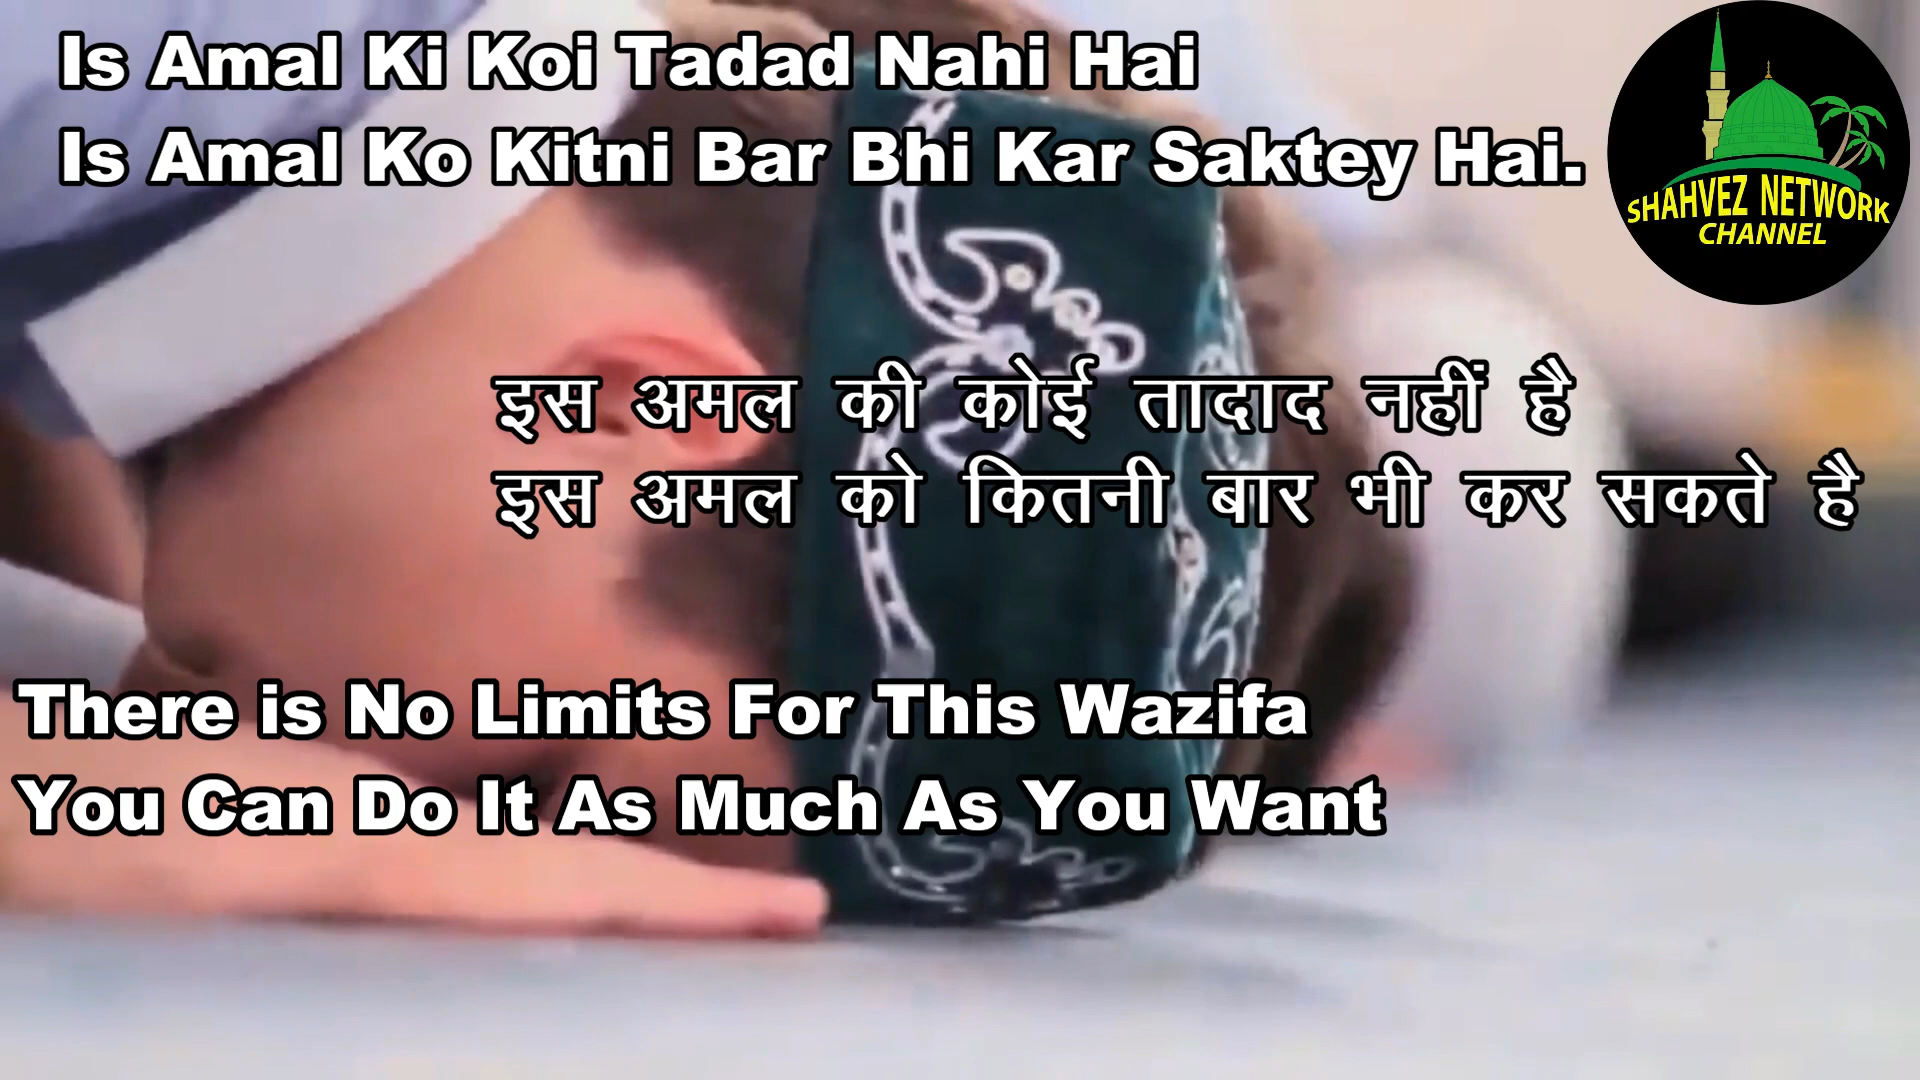 Is Amal Ki Koi Tadad Nahi Hai
Is Amal Ko Kitni Bar Bhi Kar Saktey Hai.
SHAHVEZ NETWORK
CHANNEL
इस अमल की कोई तादाद नहीं है
इस अमल को कितनी बार भी कर सकते है
There is No Limits For This Wazifa
You Can Do It As Much As You Want